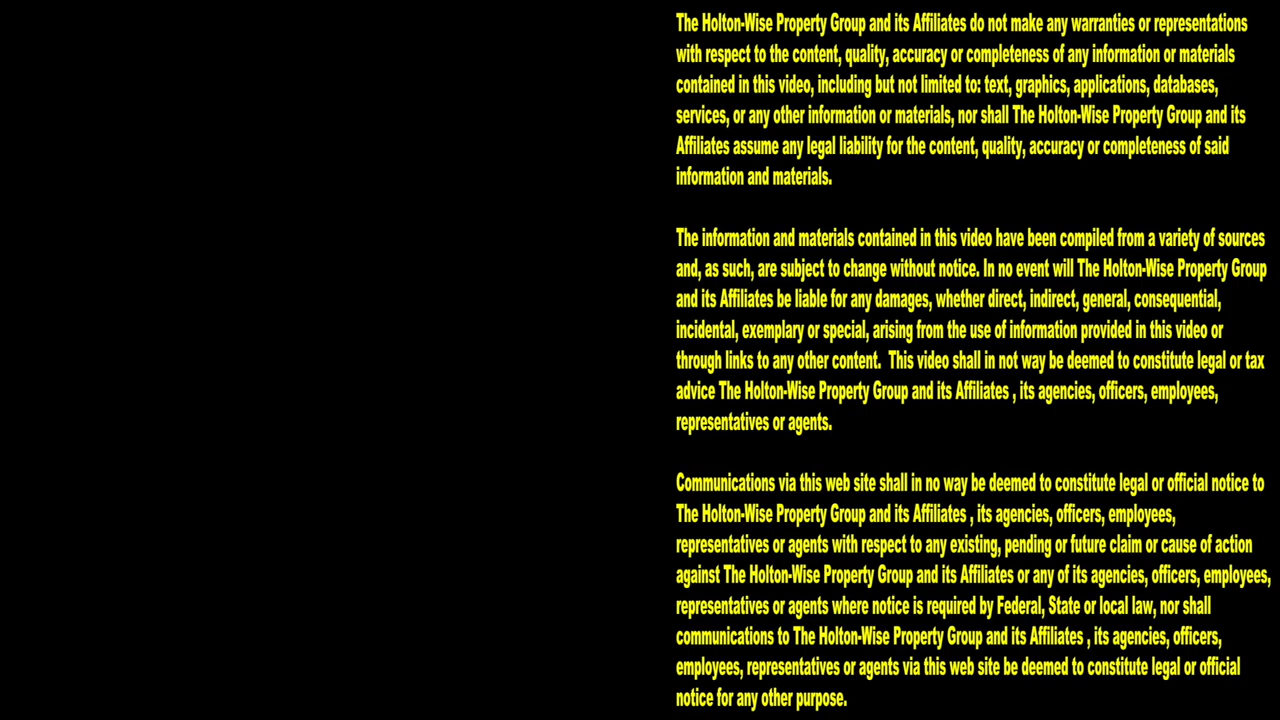 The Holton-Wise Property Group and its Affiliates do not make any warranties or representations
with respect to the content, quality, accuracy or completeness of any information or materials
contained in this video, including but not limited to: text, graphics, applications, databases,
services, or any other information or materials, nor shall The Holton-Wise Property Group and its
Affiliates assume any legal liability for the content, quality, accuracy or completeness of said
information and materials.
The information and materials contained in this video have been compiled from a variety of sources
and, as such, are subject to change without notice. In no event will The Holton-Wise Property Group
and its Affiliates be liable for any damages, whether direct, indirect, general, consequential,
incidental, exemplary or special, arising from the use of information provided in this video or
through links to any other content.  This video shall in not way be deemed to constitute legal or tax
advice The Holton-Wise Property Group and its Affiliates , its agencies, officers, employees,
representatives or agents.
Communications via this web site shall in no way be deemed to constitute legal or official notice to
The Holton-Wise Property Group and its Affiliates , its agencies, officers, employees,
representatives or agents with respect to any existing, pending or future claim or cause of action
against The Holton-Wise Property Group and its Affiliates or any of its agencies, officers, employees,
representatives or agents where notice is required by Federal, State or local law, nor shall
communications to The Holton-Wise Property Group and its Affiliates , its agencies, officers,
employees, representatives or agents via this web site be deemed to constitute legal or official
notice for any other purpose.